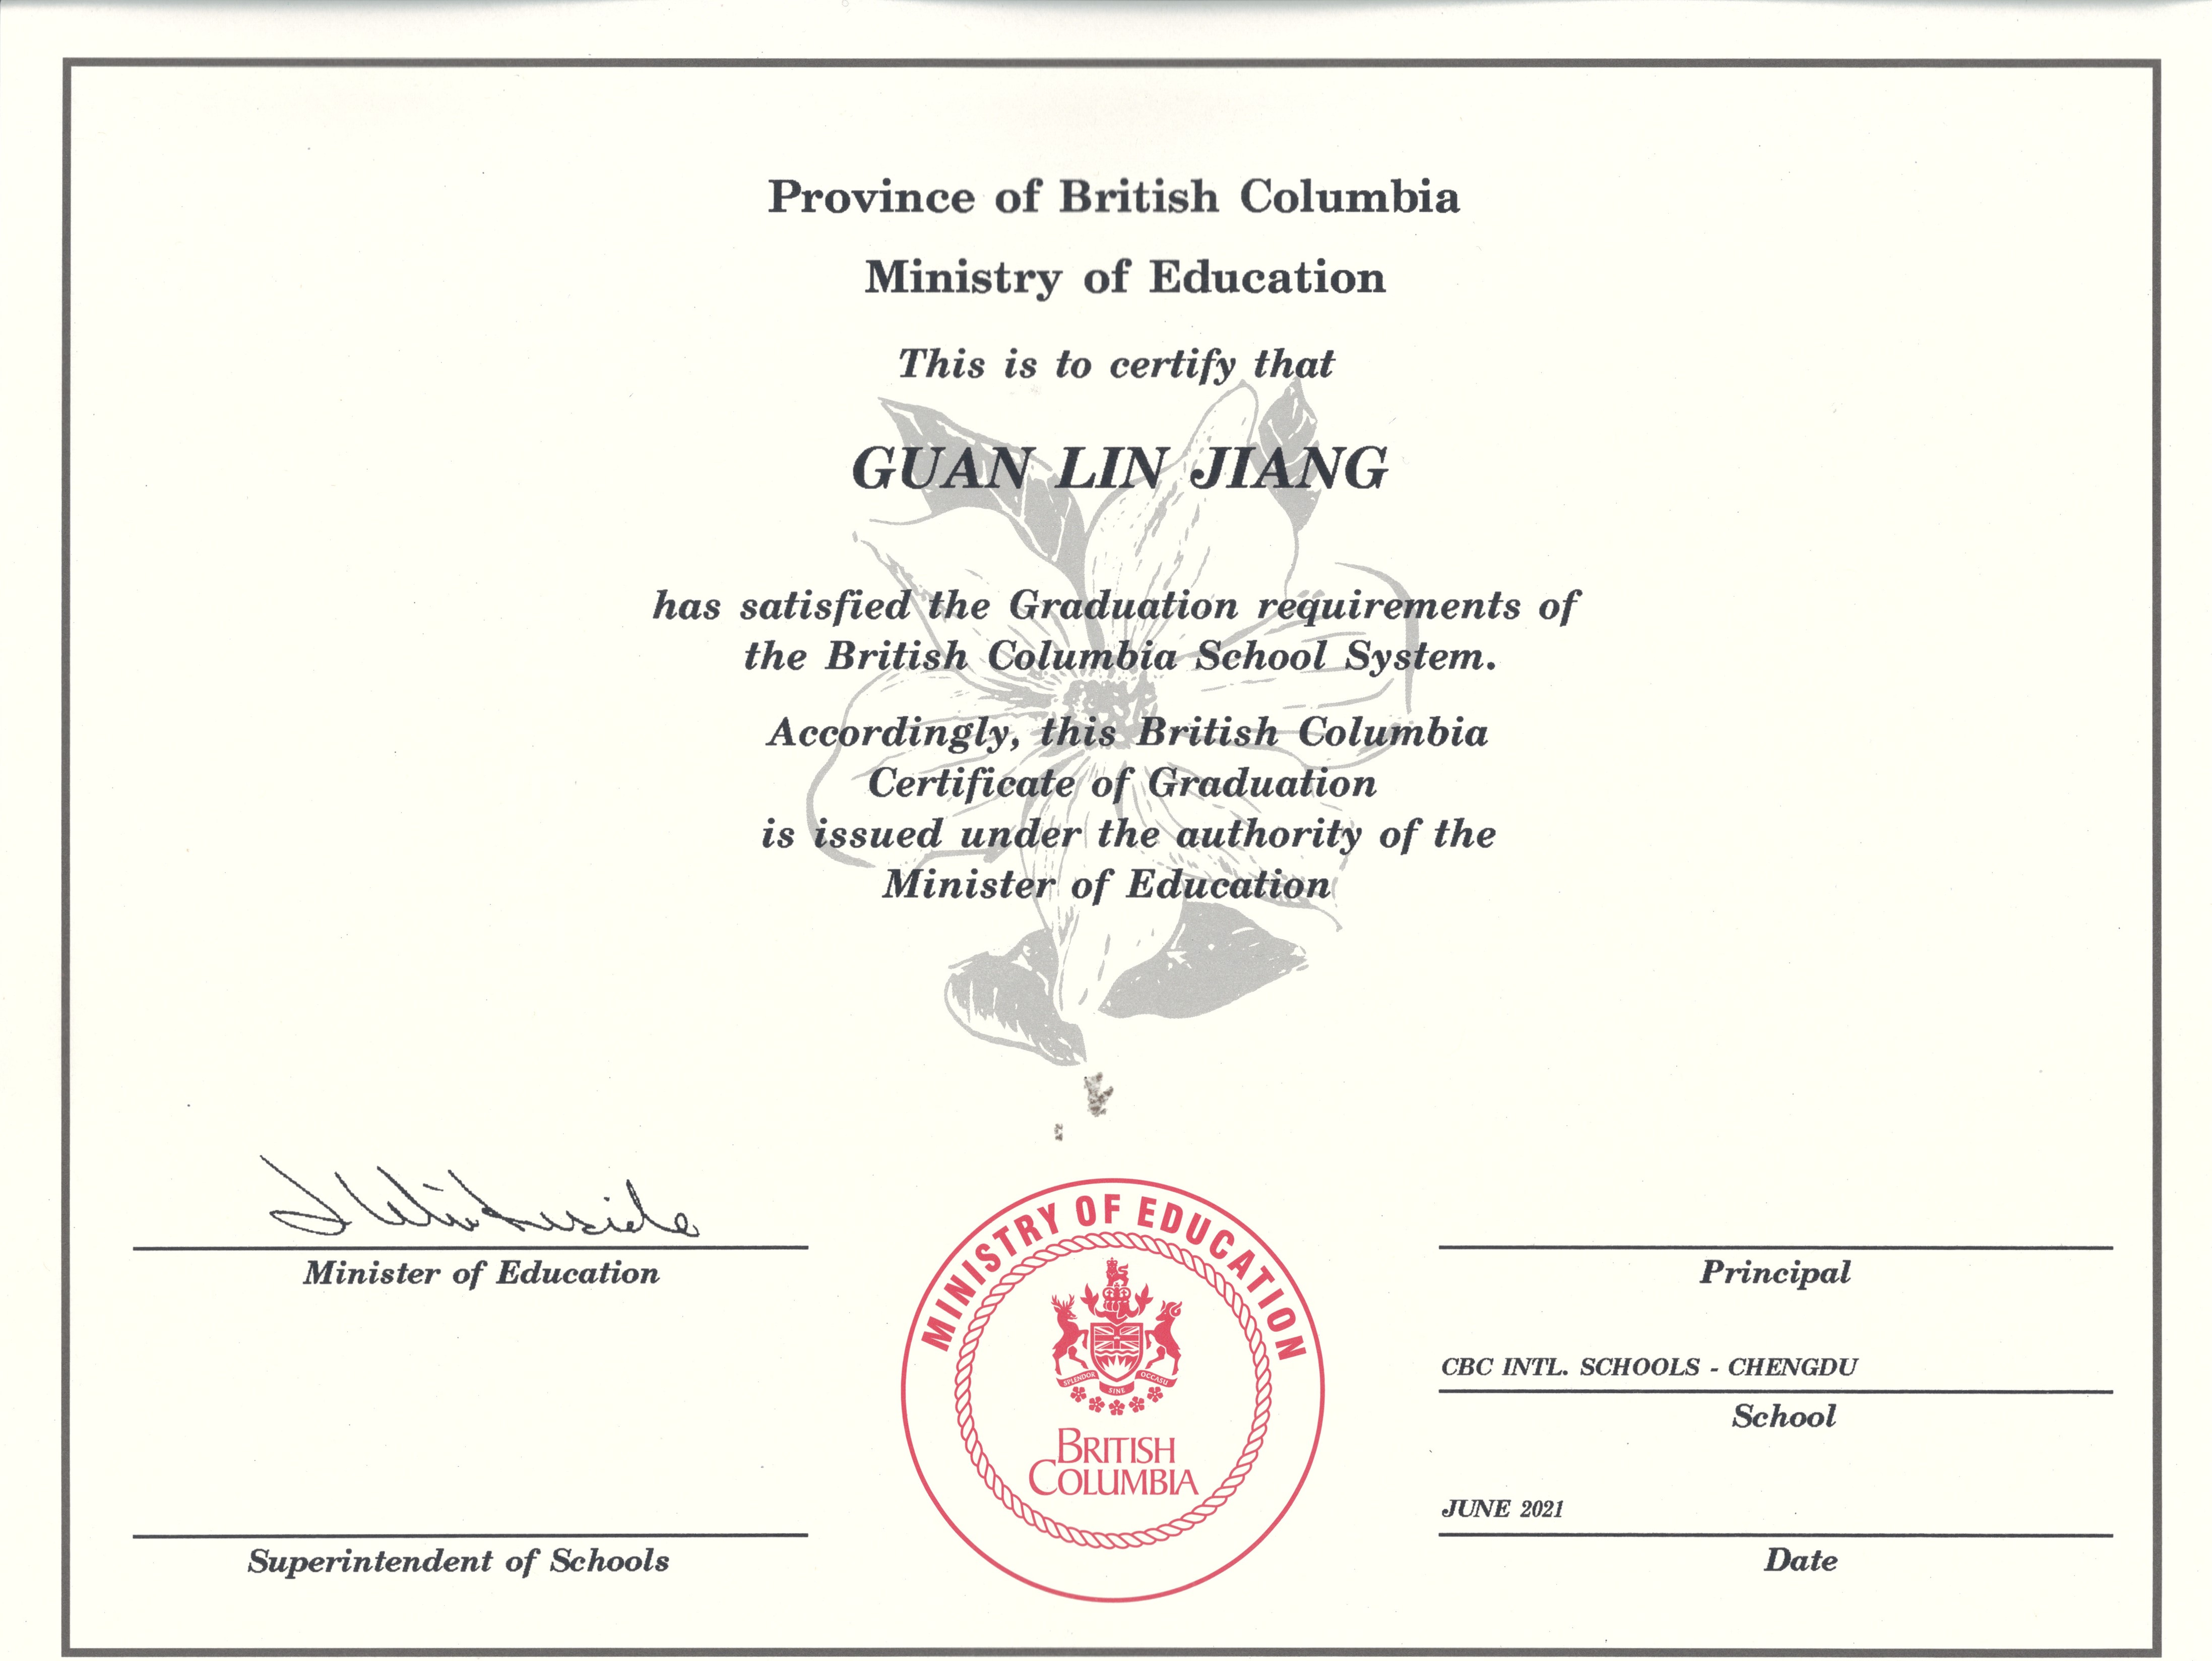 Province of British Columbia
Ministry of Education
This is to certify that
GUAN LIN JIANG
has satisfied the Graduation requirements of
the British Columbia School System.
Accordingly, this British Columbia
Certificate of Graduation
is issued under the authority of the
Minister of Education
Minister of Education
Superintendent of Schools
MINISTRY OF EDUCATION
SPLENDOR SINE OCCASU
BRITISH
COLUMBIA
Principal
CBC INTL. SCHOOLS - CHENGDU
School
JUNE 2021
Date